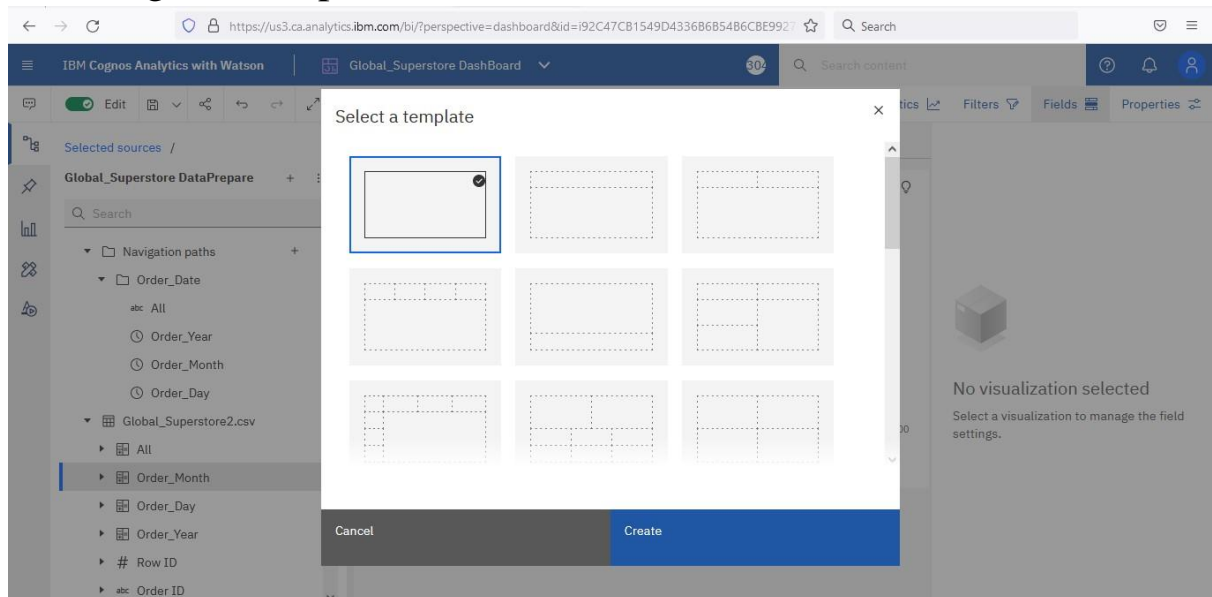 https://us3.ca.analytics.ibm.com/bi/?perspective=dashboard&id=i92C47CB1549D4336B6B54B6CBE9927
Search
IBM Cognos Analytics with Watson
Global_Superstore DashBoard
Search content
Edit
Filters
Fields
Properties
Select a template
Selected sources /
Global_Superstore DataPrepare
Search
Navigation paths
Order_Date
abc All
Order_Year
Order_Month
Order_Day
Global_Superstore2.csv
All
Order_Month
Order_Day
Order_Year
# Row ID
abc Order ID
No visualization selected
Select a visualization to manage the field
settings.
Cancel
Create